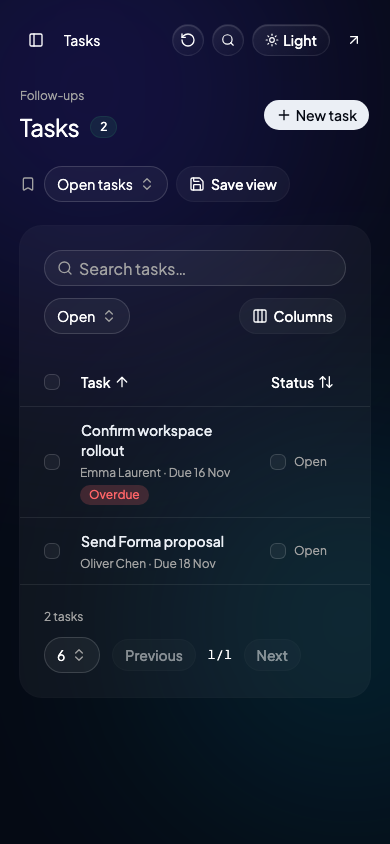 Tasks
Light
Follow-ups
Tasks 2
New task
Open tasks
Save view
Search tasks...
Open
Columns
Task
Status
Confirm workspace
rollout
Emma Laurent · Due 16 Nov
Overdue
Open
Send Forma proposal
Oliver Chen · Due 18 Nov
Open
2 tasks
6
Previous
1/1
Next